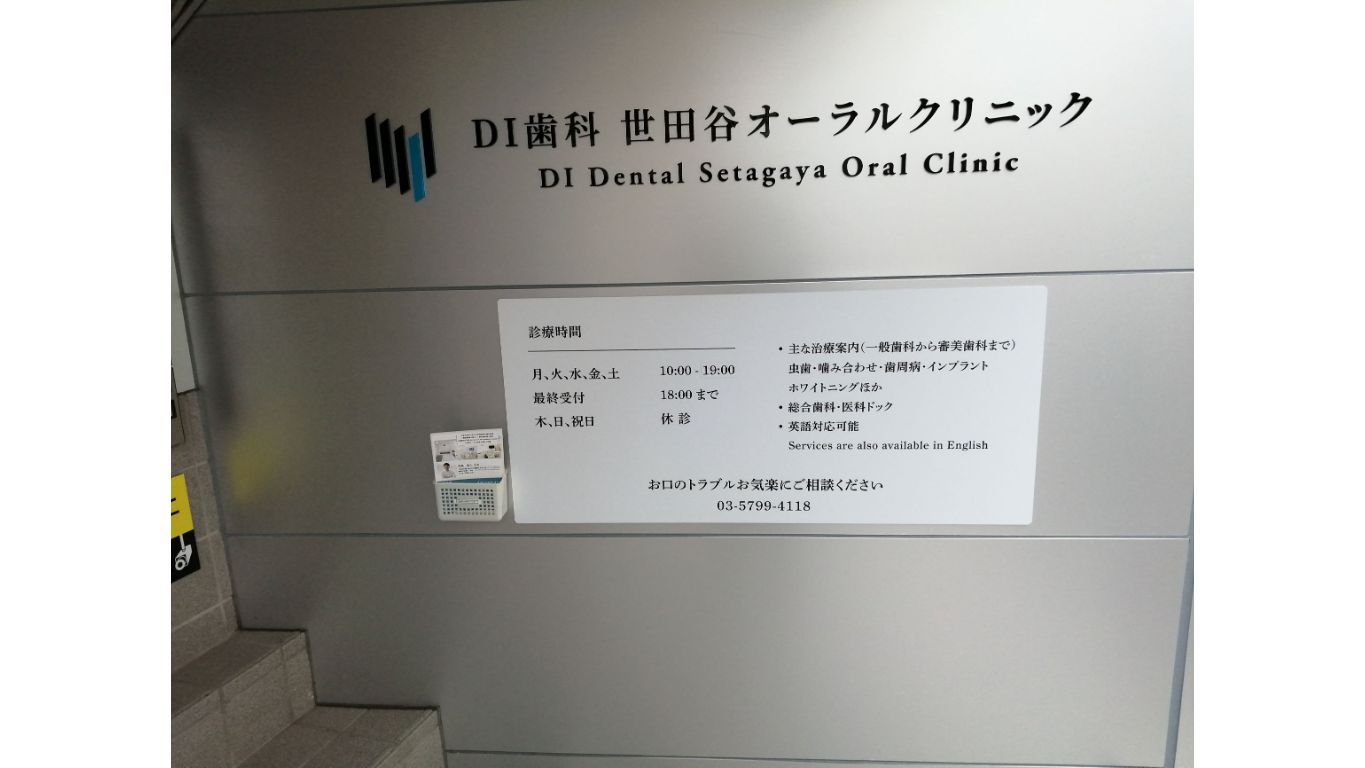 DI歯科 世田谷オーラルクリニック
DI Dental Setagaya Oral Clinic
診療時間
月、火、水、金、土 10:00 - 19:00
最終受付 18:00 まで
木、日、祝日 休 診
・主な治療案内（一般歯科から審美歯科まで）
虫歯・噛み合わせ・歯周病・インプラント
ホワイトニングほか
・総合歯科・医科ドック
・英語対応可能
Services are also available in English
お口のトラブルお気楽にご相談ください
03-5799-4118